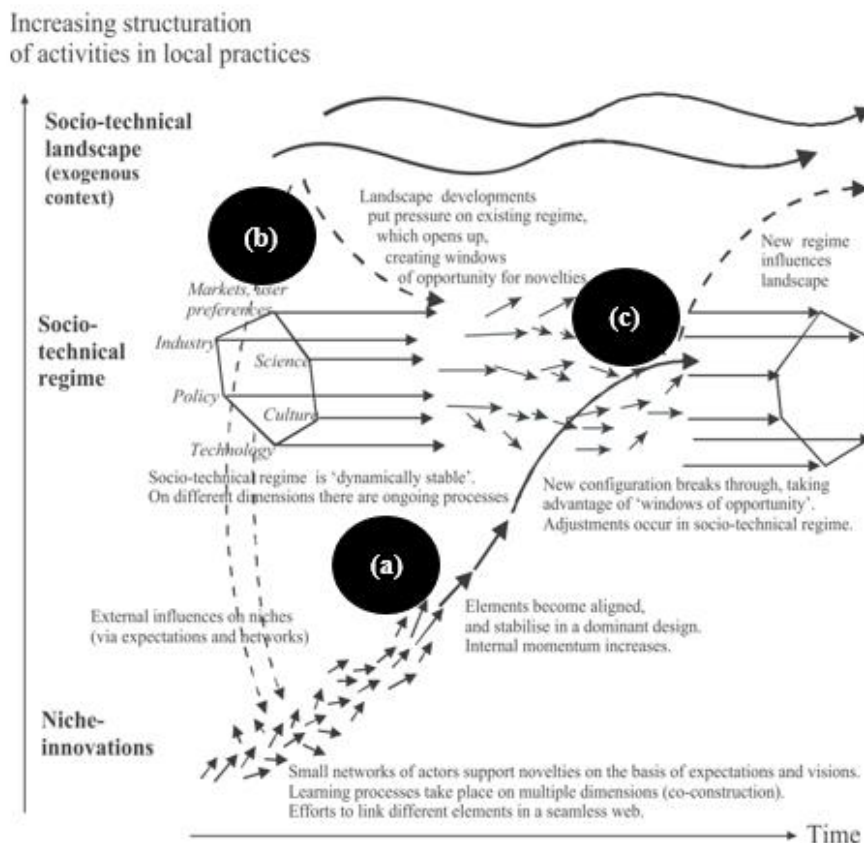 Increasing structuration
of activities in local practices
Socio-technical
landscape
(exogenous
context)
Landscape developments
put pressure on existing regime,
which opens up,
creating windows
of opportunity for novelties
New regime
influences
landscape
(b)
(c)
Markets, user
preferences
Socio-
technical
regime
Industry
Science
Policy
Culture
Technology
Socio-technical regime is ‘dynamically stable’.
On different dimensions there are ongoing processes
New configuration breaks through, taking
advantage of ‘windows of opportunity’.
Adjustments occur in socio-technical regime.
(a)
External influences on niches
(via expectations and networks)
Elements become aligned,
and stabilise in a dominant design.
Internal momentum increases.
Niche-
innovations
Small networks of actors support novelties on the basis of expectations and visions.
Learning processes take place on multiple dimensions (co-construction).
Efforts to link different elements in a seamless web.
Time